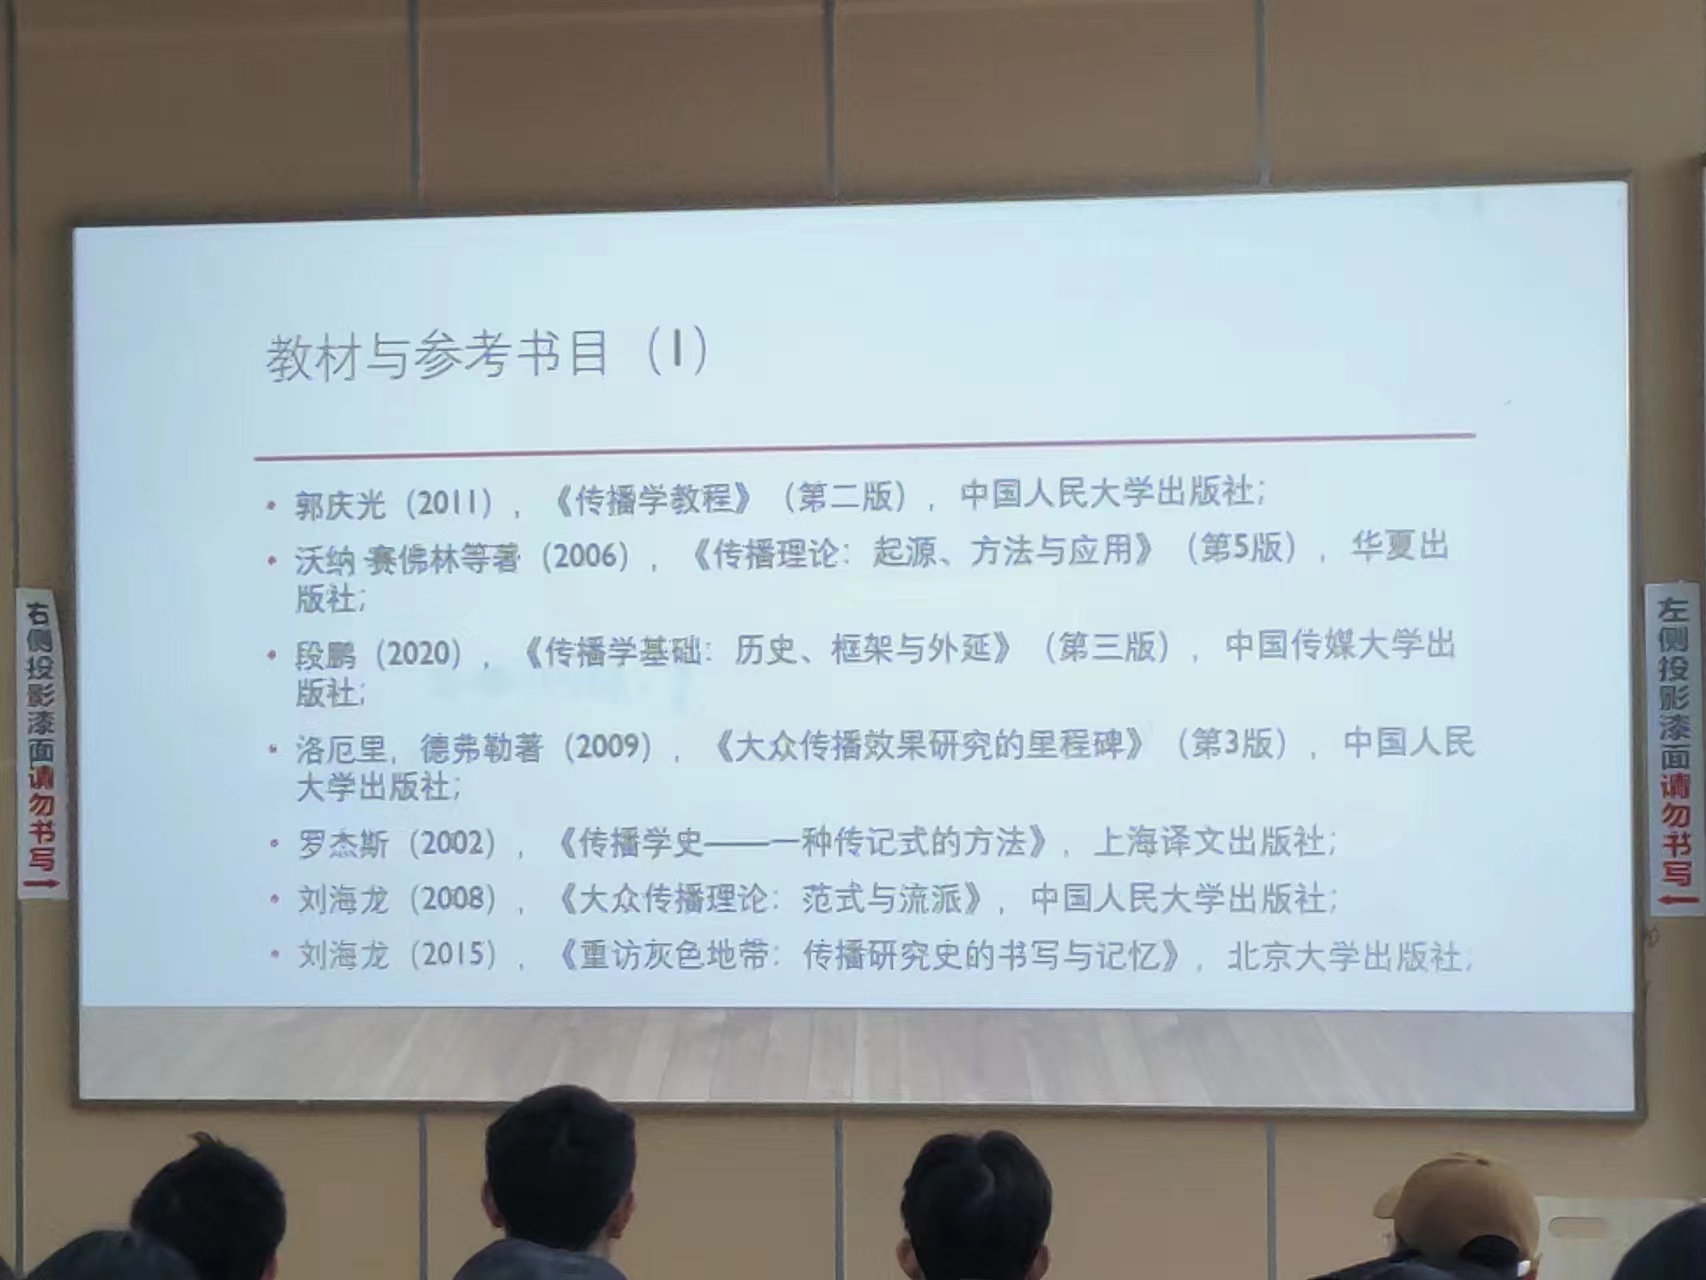 教材与参考书目（1）
• 郭庆光（2011），《传播学教程》（第二版），中国人民大学出版社；
• 沃纳·赛佛林等著（2006），《传播理论：起源、方法与应用》（第5版），华夏出
版社；
• 段鹏（2020），《传播学基础：历史、框架与外延》（第三版），中国传媒大学出
版社；
• 洛厄里，德弗勒著（2009），《大众传播效果研究的里程碑》（第3版），中国人民
大学出版社；
• 罗杰斯（2002），《传播学史——一种传记式的方法》，上海译文出版社；
• 刘海龙（2008），《大众传播理论：范式与流派》，中国人民大学出版社；
• 刘海龙（2015），《重访灰色地带：传播研究史的书写与记忆》，北京大学出版社；
右侧投影漆面请勿书写
左侧投影漆面请勿书写